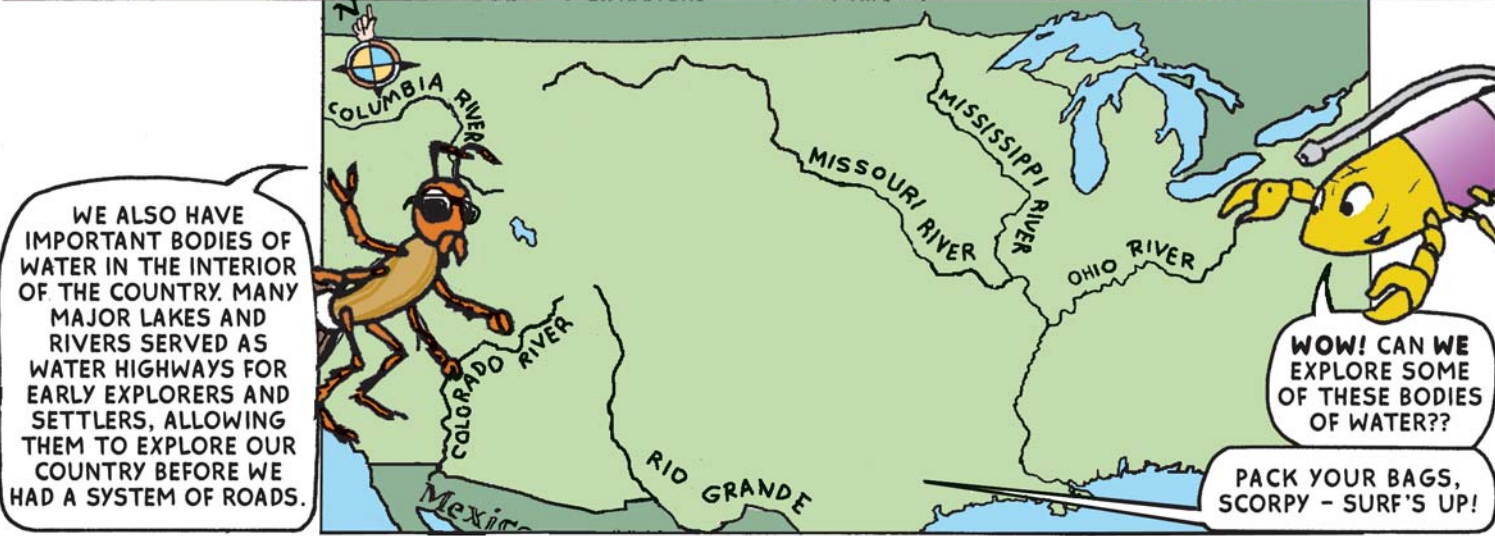 N
COLUMBIA RIVER
MISSISSIPPI RIVER
MISSOURI RIVER
OHIO RIVER
COLORADO RIVER
RIO GRANDE
Mexico
WE ALSO HAVE
IMPORTANT BODIES OF
WATER IN THE INTERIOR
OF THE COUNTRY. MANY
MAJOR LAKES AND
RIVERS SERVED AS
WATER HIGHWAYS FOR
EARLY EXPLORERS AND
SETTLERS, ALLOWING
THEM TO EXPLORE OUR
COUNTRY BEFORE WE
HAD A SYSTEM OF ROADS.
WOW! CAN WE
EXPLORE SOME
OF THESE BODIES
OF WATER??
PACK YOUR BAGS,
SCORPY – SURF'S UP!